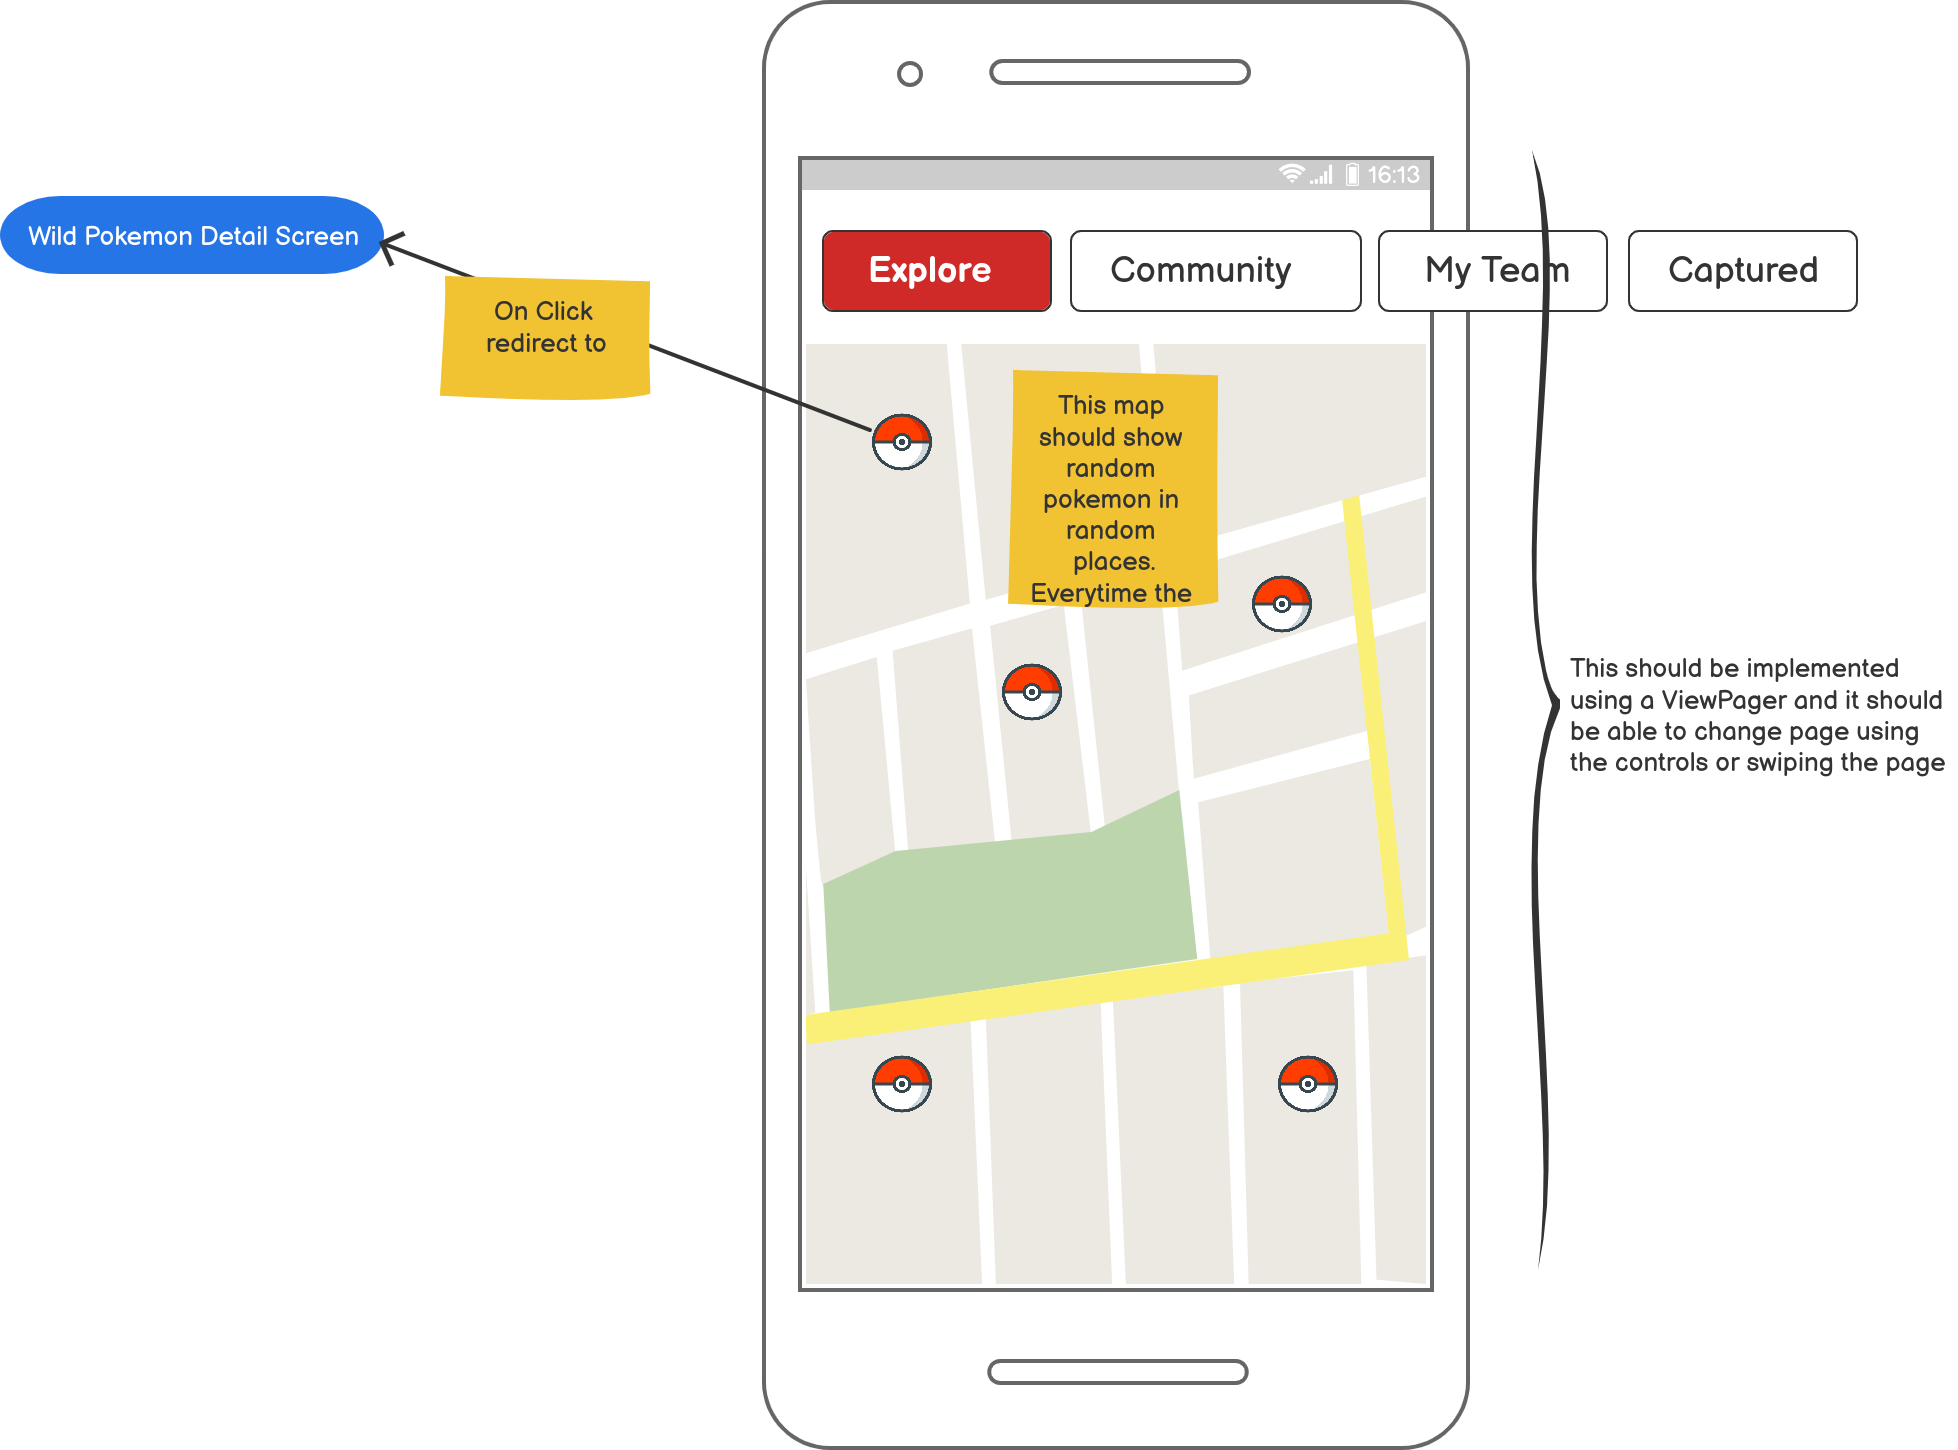 16:13
Wild Pokemon Detail Screen
Explore
Community
My Team
Captured
On Click
redirect to
This map
should show
random
pokemon in
random
places.
Everytime the
This should be implemented
using a ViewPager and it should
be able to change page using
the controls or swiping the page